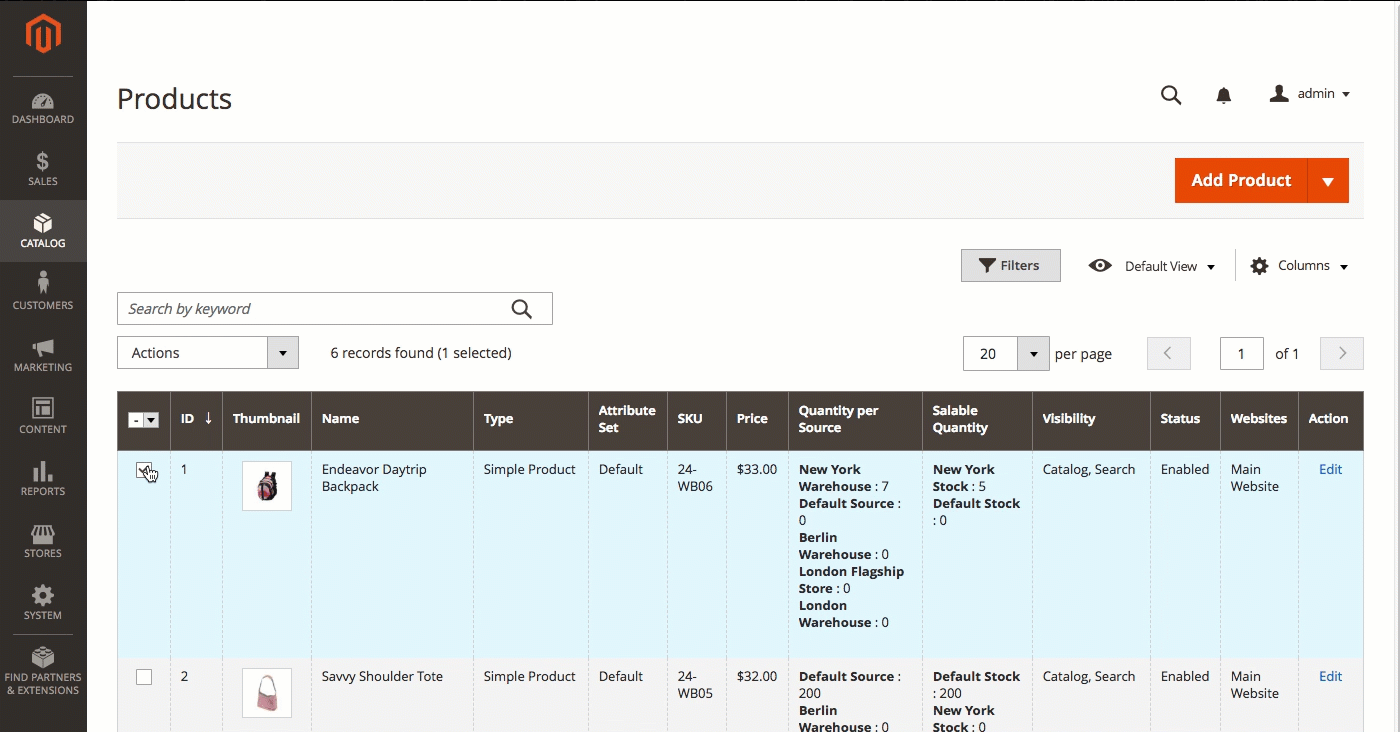 Products
admin
Add Product
Filters
Default View
Columns
Search by keyword
Actions
6 records found (1 selected)
20
per page
1
of 1
DASHBOARD
SALES
CATALOG
CUSTOMERS
MARKETING
CONTENT
REPORTS
STORES
SYSTEM
FIND PARTNERS
& EXTENSIONS
-
ID ↓
Thumbnail
Name
Type
Attribute
Set
SKU
Price
Quantity per
Source
Salable
Quantity
Visibility
Status
Websites
Action
1
Endeavor Daytrip
Backpack
Simple Product
Default
24-
WB06
$33.00
New York
Warehouse : 7
Default Source :
0
Berlin
Warehouse : 0
London Flagship
Store : 0
London
Warehouse : 0
New York
Stock : 5
Default Stock
: 0
Catalog, Search
Enabled
Main
Website
Edit
2
Savvy Shoulder Tote
Simple Product
Default
24-
WB05
$32.00
Default Source :
200
Berlin
Warehouse : 0
Default Stock
: 200
New York
Stock : 0
Catalog, Search
Enabled
Main
Website
Edit